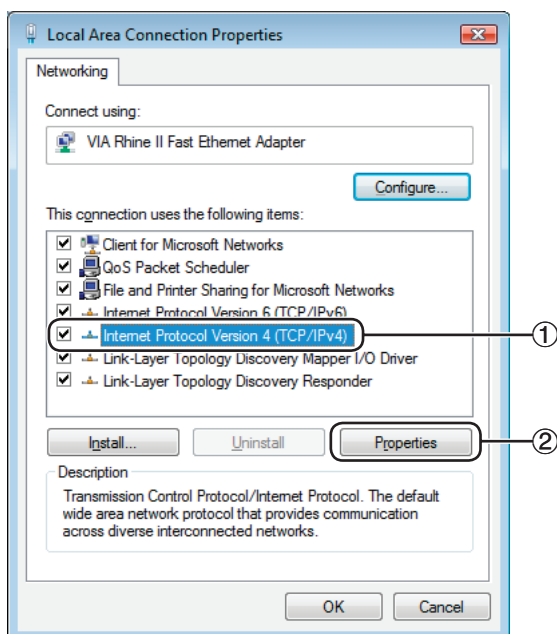 Local Area Connection Properties
Networking
Connect using:
VIA Rhine II Fast Ethernet Adapter
Configure...
This connection uses the following items:
Client for Microsoft Networks
QoS Packet Scheduler
File and Printer Sharing for Microsoft Networks
Internet Protocol Version 6 (TCP/IPv6)
Internet Protocol Version 4 (TCP/IPv4)
①
Link-Layer Topology Discovery Mapper I/O Driver
Link-Layer Topology Discovery Responder
Install...
Uninstall
Properties
②
Description
Transmission Control Protocol/Internet Protocol. The default
wide area network protocol that provides communication
across diverse interconnected networks.
OK
Cancel